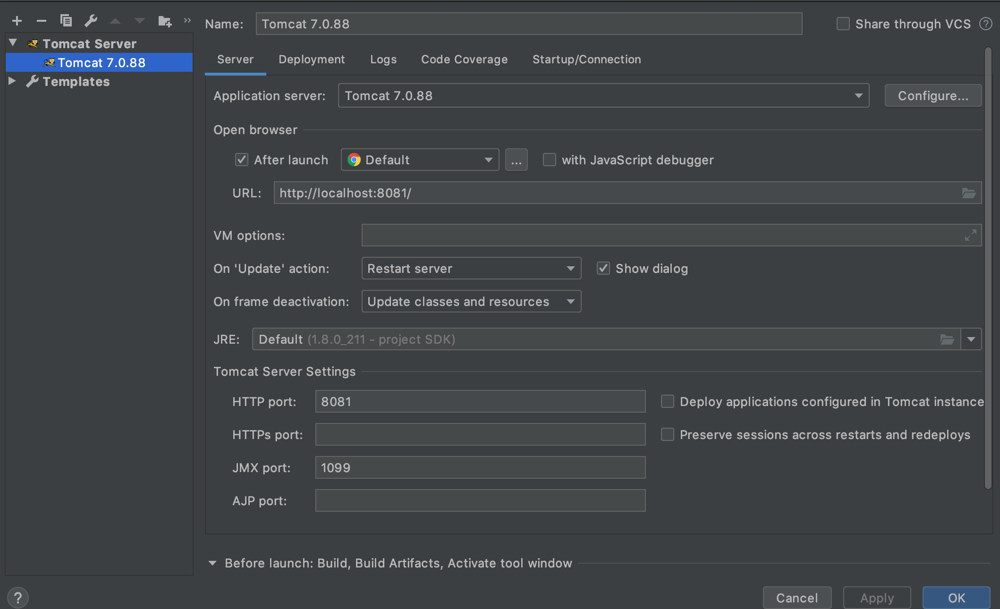 Name: Tomcat 7.0.88 Share through VCS ?
Tomcat Server
Tomcat 7.0.88
Templates
Server Deployment Logs Code Coverage Startup/Connection
Application server: Tomcat 7.0.88 Configure...
Open browser
After launch Default ... with JavaScript debugger
URL: http://localhost:8081/
VM options:
On 'Update' action: Restart server Show dialog
On frame deactivation: Update classes and resources
JRE: Default (1.8.0_211 - project SDK)
Tomcat Server Settings
HTTP port: 8081 Deploy applications configured in Tomcat instance
HTTPs port: Preserve sessions across restarts and redeploys
JMX port: 1099
AJP port:
Before launch: Build, Build Artifacts, Activate tool window
? Cancel Apply OK